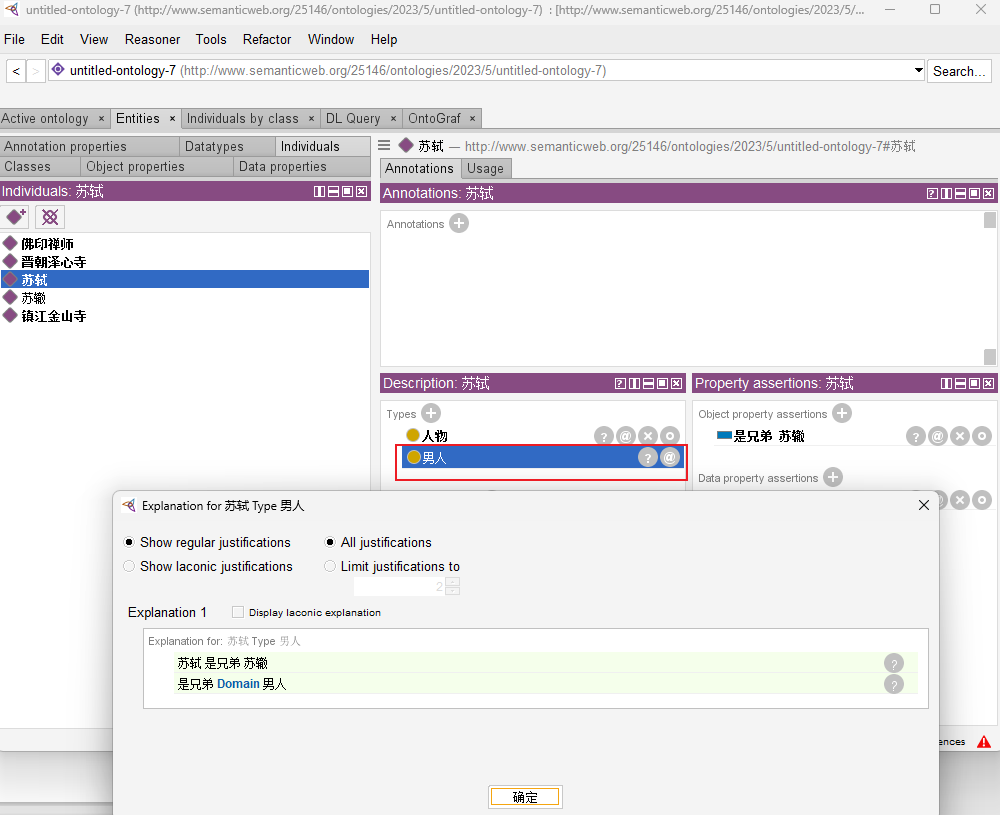 untitled-ontology-7 (http://www.semanticweb.org/25146/ontologies/2023/5/untitled-ontology-7) : [http://www.semanticweb.org/25146/ontologies/2023/5/...
File Edit View Reasoner Tools Refactor Window Help
< > untitled-ontology-7 (http://www.semanticweb.org/25146/ontologies/2023/5/untitled-ontology-7) Search...
Active ontology × Entities × Individuals by class × DL Query × OntoGraf ×
Annotation properties Datatypes Individuals
Classes Object properties Data properties
Individuals: 苏轼
佛印禅师
晋朝泽心寺
苏轼
苏辙
镇江金山寺
苏轼 — http://www.semanticweb.org/25146/ontologies/2023/5/untitled-ontology-7#苏轼
Annotations Usage
Annotations: 苏轼
Annotations
Description: 苏轼
Types
人物
男人
Property assertions: 苏轼
Object property assertions
是兄弟 苏辙
Data property assertions
Explanation for 苏轼 Type 男人
Show regular justifications All justifications
Show laconic justifications Limit justifications to
2
Explanation 1 Display laconic explanation
Explanation for: 苏轼 Type 男人
苏轼 是兄弟 苏辙
是兄弟 Domain 男人
确定
ences